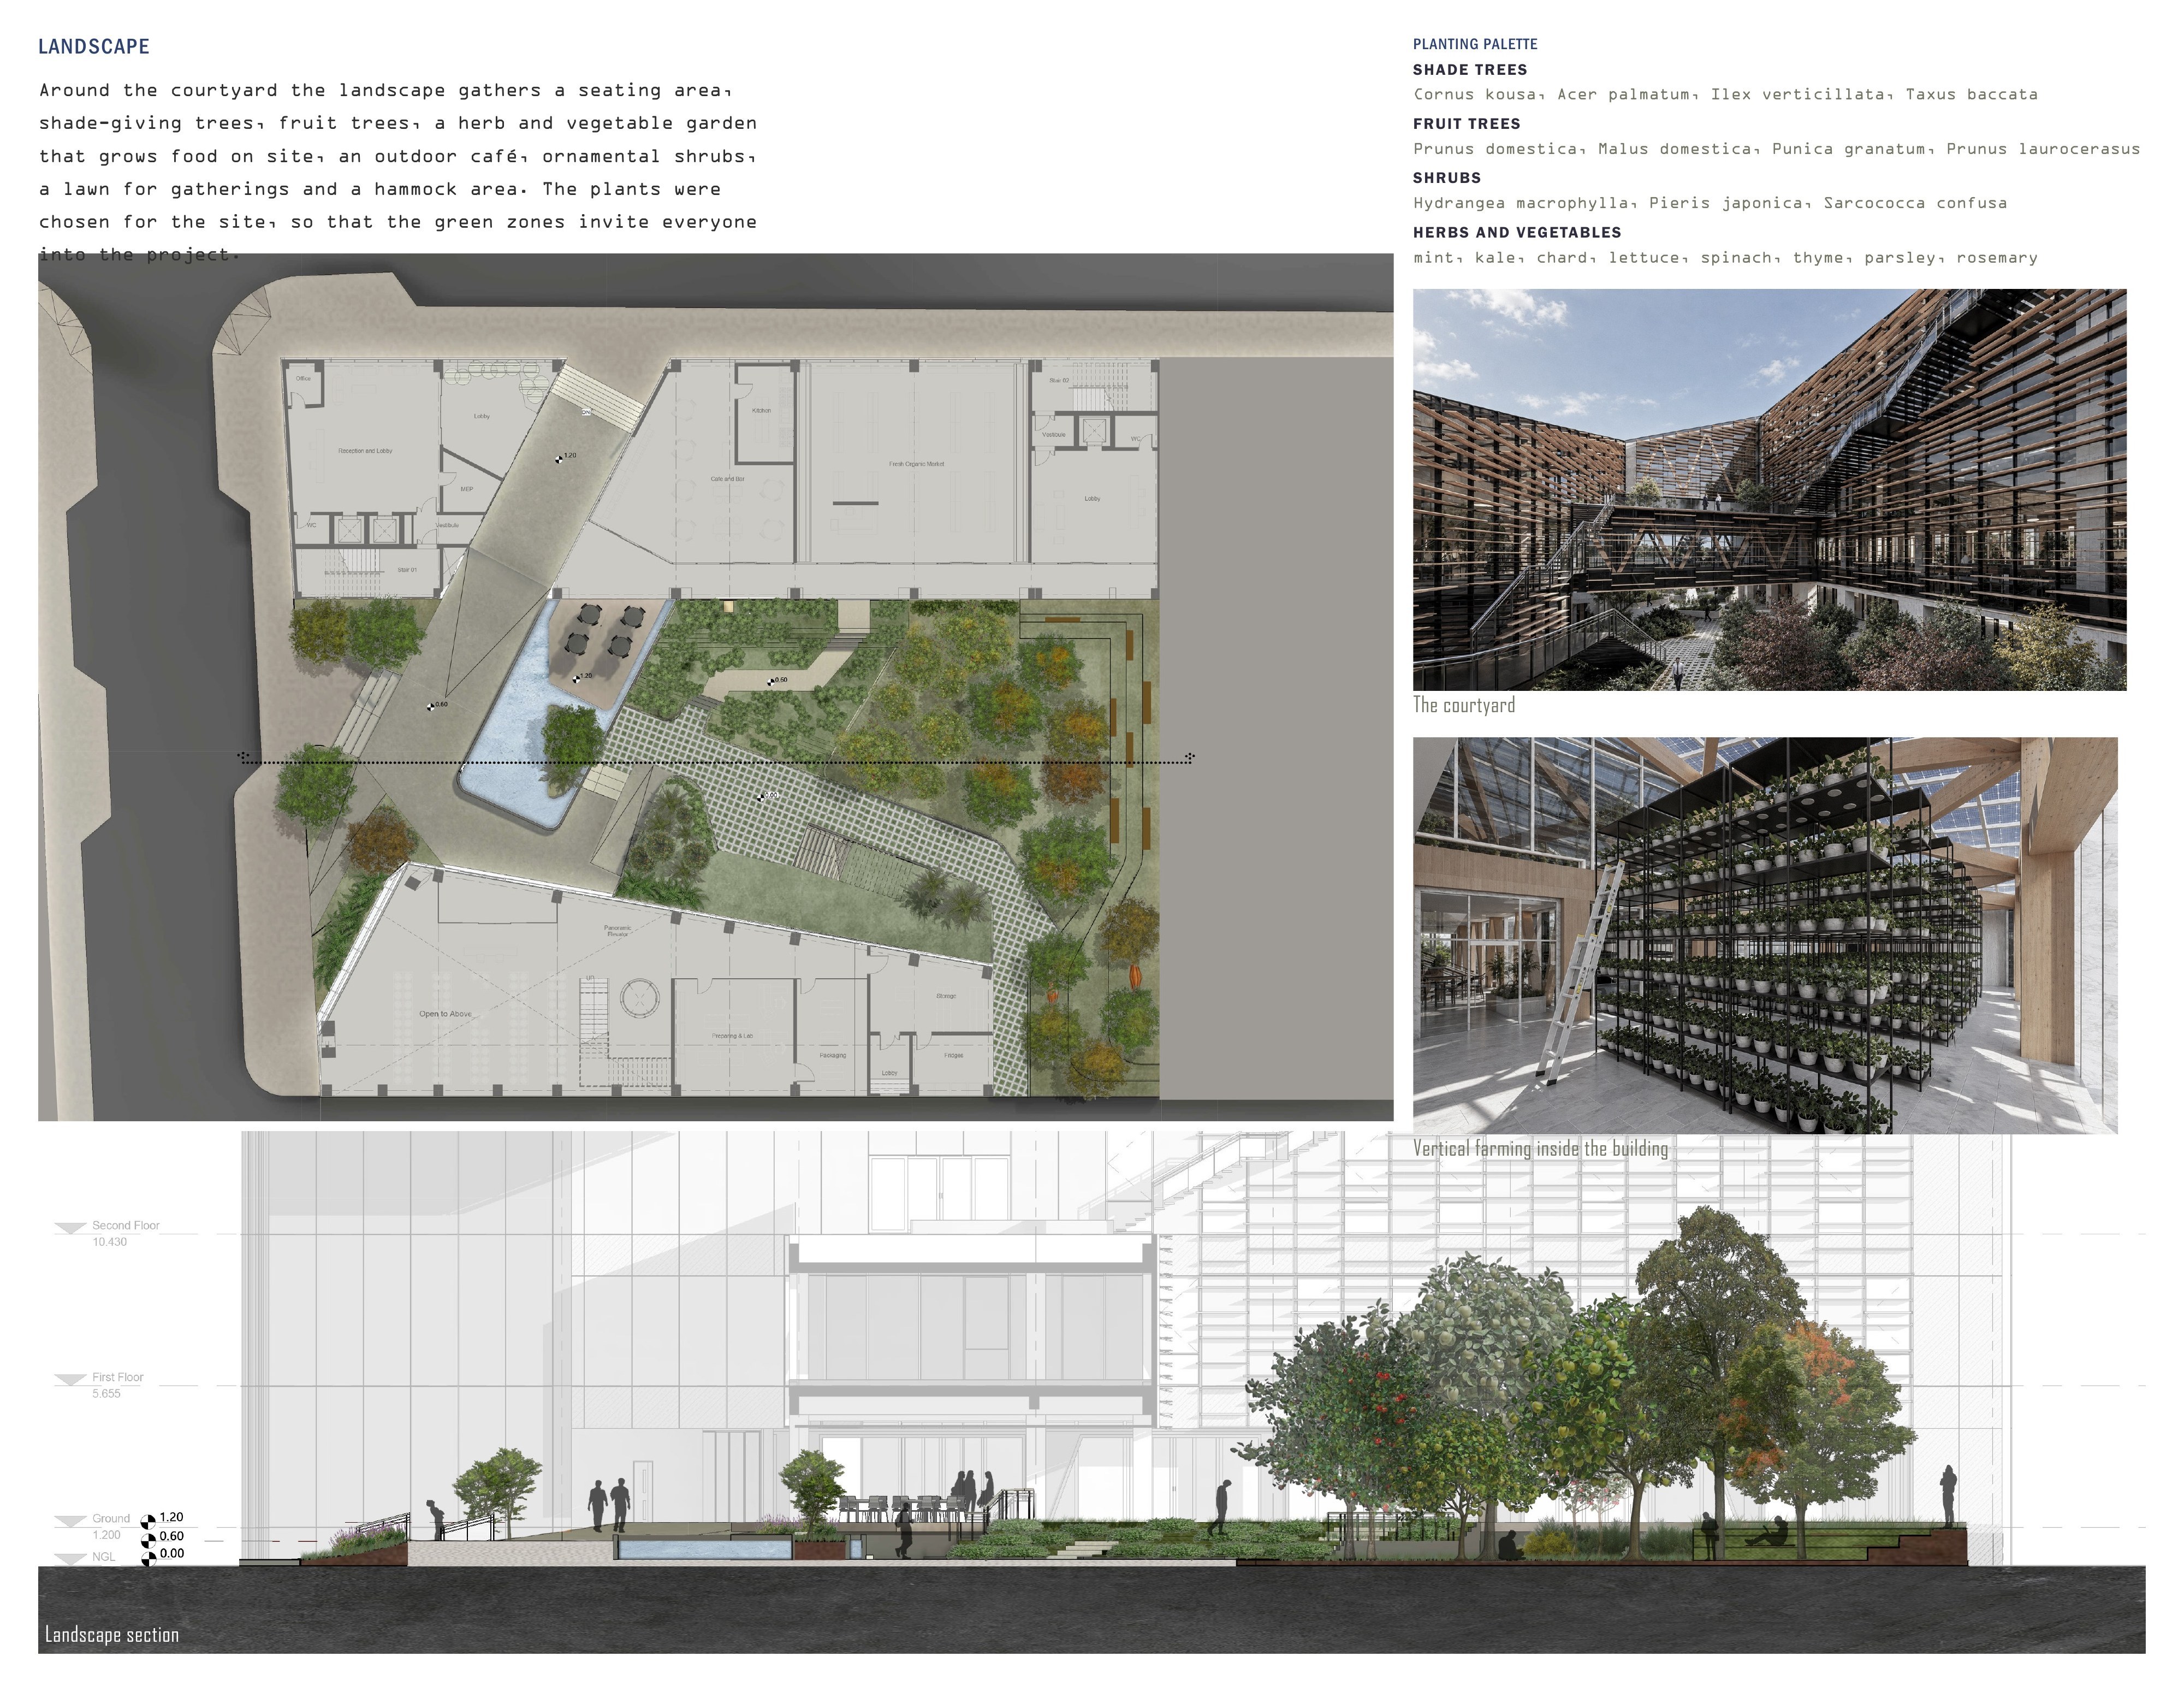 LANDSCAPE
Around the courtyard the landscape gathers a seating area,
shade-giving trees, fruit trees, a herb and vegetable garden
that grows food on site, an outdoor café, ornamental shrubs,
a lawn for gatherings and a hammock area. The plants were
chosen for the site, so that the green zones invite everyone
into the project.
PLANTING PALETTE
SHADE TREES
Cornus kousa, Acer palmatum, Ilex verticillata, Taxus baccata
FRUIT TREES
Prunus domestica, Malus domestica, Punica granatum, Prunus laurocerasus
SHRUBS
Hydrangea macrophylla, Pieris japonica, Sarcococca confusa
HERBS AND VEGETABLES
mint, kale, chard, lettuce, spinach, thyme, parsley, rosemary
Office
Lobby
Reception and Lobby
MEP
WC
Vestibule
Stair 01
DN
1.20
Kitchen
Cafe and Bar
Fresh Organic Market
Vestibule
WC
Lobby
1.20
0.60
0.60
0.00
Panoramic
Elevator
UP
Open to Above
Preparing & Lab
Packaging
Lobby
Storage
Fridges
The courtyard
Vertical farming inside the building
Second Floor
10.430
First Floor
5.655
Ground
1.200
NGL
1.20
0.60
0.00
Landscape section